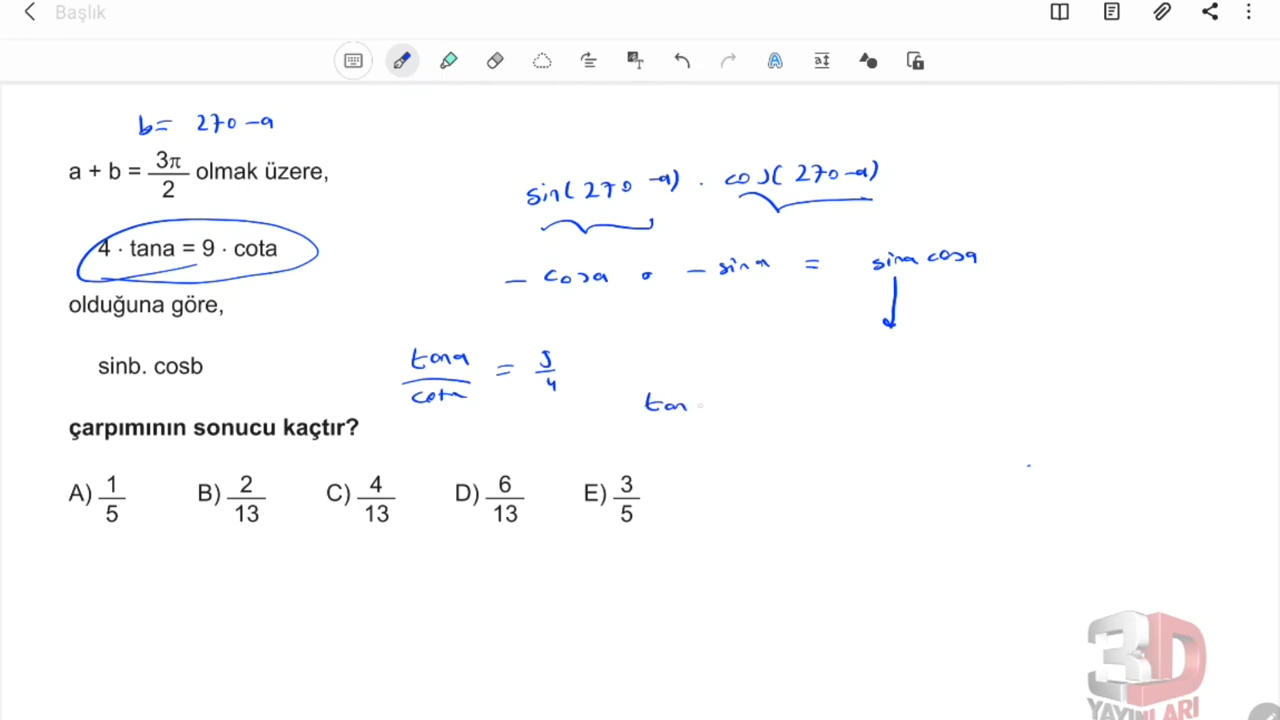 Başlık
b = 270 - a
a + b = 3π/2 olmak üzere,
sin(270 - a) . cos(270 - a)
4 · tana = 9 · cota
- cosa · - sina = sina cosa
olduğuna göre,
sinb. cosb
tana/cota = 9/4
tan
çarpımının sonucu kaçtır?
A) 1/5 B) 2/13 C) 4/13 D) 6/13 E) 3/5
3D
YAYINLARI